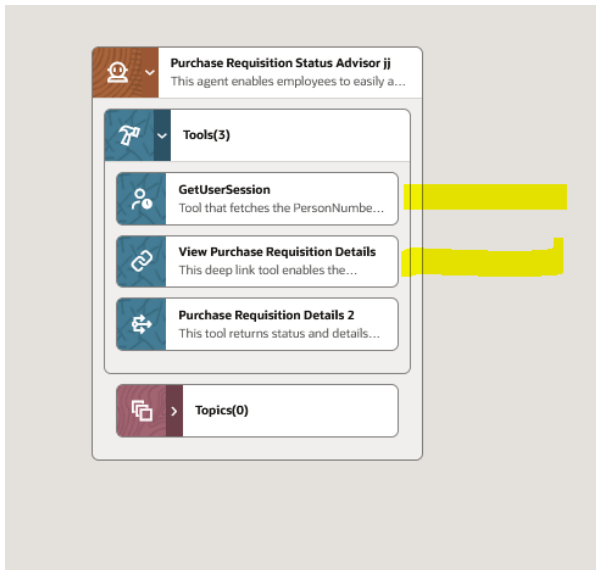 Purchase Requisition Status Advisor jj
This agent enables employees to easily a...
Tools(3)
GetUserSession
Tool that fetches the PersonNumbe...
View Purchase Requisition Details
This deep link tool enables the...
Purchase Requisition Details 2
This tool returns status and details...
Topics(0)